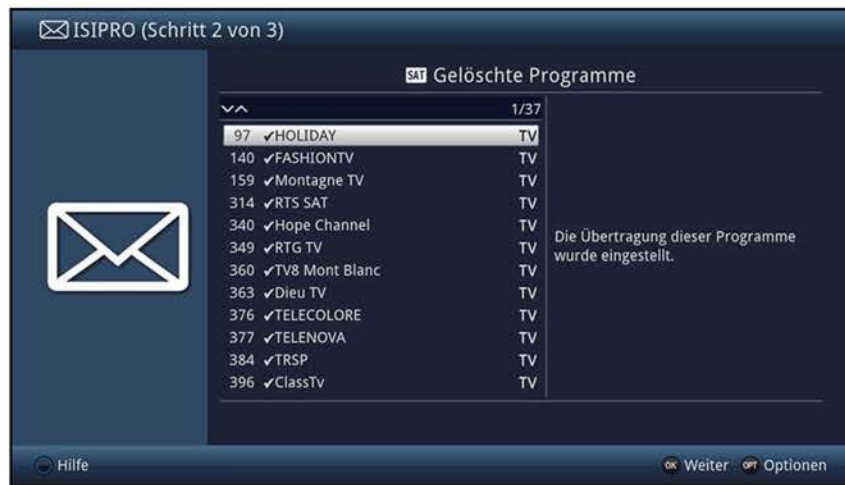 ISIPRO (Schritt 2 von 3)
SAT Gelöschte Programme
1/37
97 ✔HOLIDAY TV
140 ✔FASHIONTV TV
159 ✔Montagne TV TV
314 ✔RTS SAT TV
340 ✔Hope Channel TV
349 ✔RTG TV TV
360 ✔TV8 Mont Blanc TV
363 ✔Dieu TV TV
376 ✔TELECOLORE TV
377 ✔TELENOVA TV
384 ✔TRSP TV
396 ✔ClassTv TV
Die Übertragung dieser Programme
wurde eingestellt.
Hilfe
OK Weiter OPT Optionen